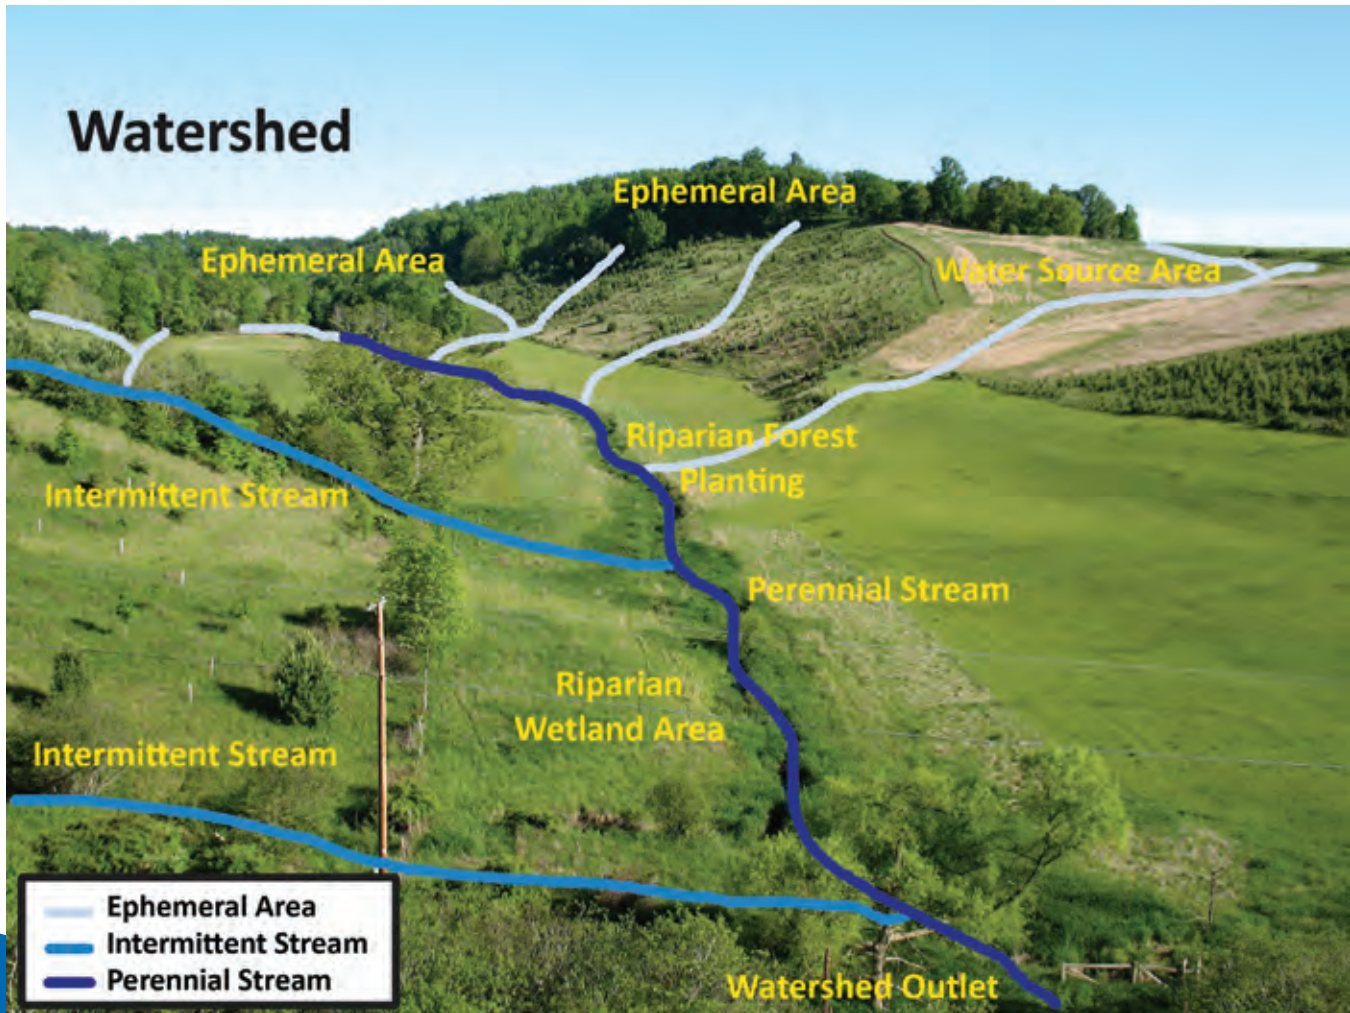 Watershed
Ephemeral Area
Ephemeral Area
Water Source Area
Riparian Forest
Planting
Intermittent Stream
Perennial Stream
Riparian
Wetland Area
Intermittent Stream
Ephemeral Area
Intermittent Stream
Perennial Stream
Watershed Outlet